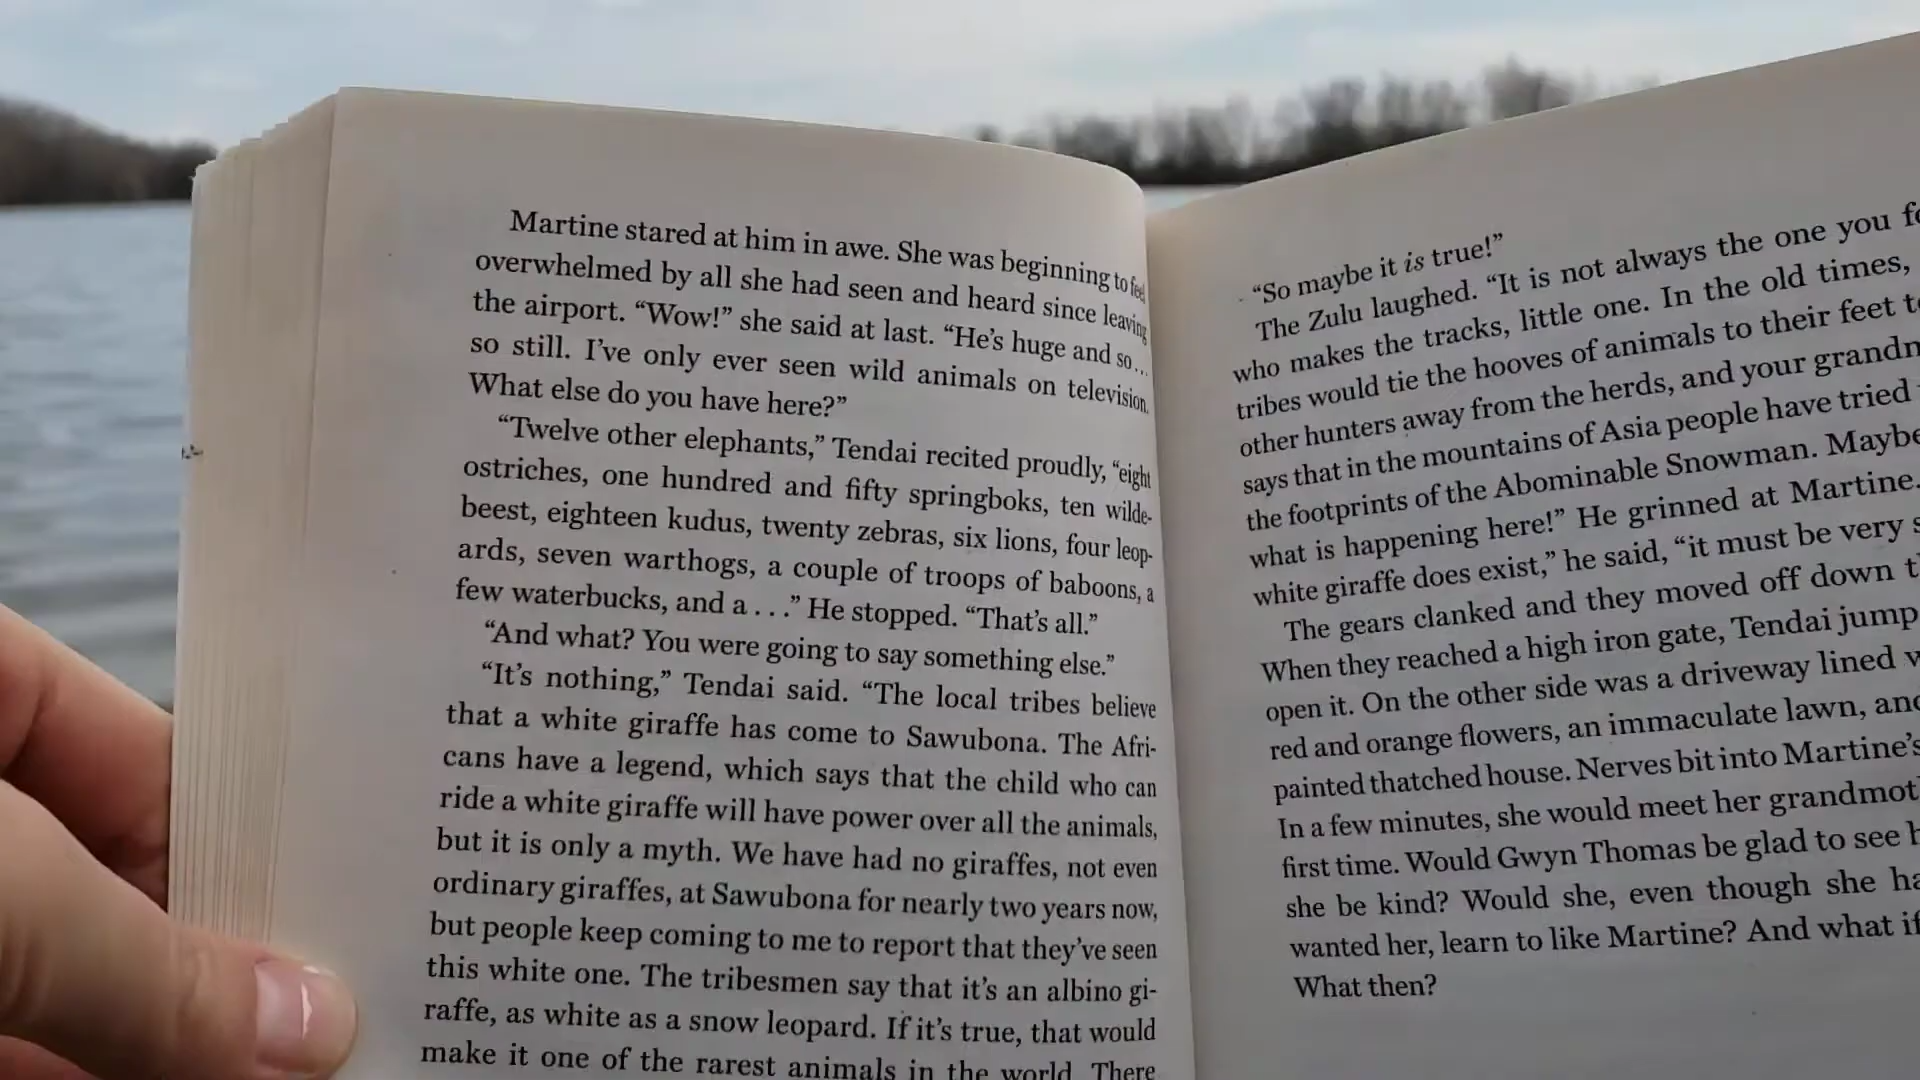 Martine stared at him in awe. She was beginning to feel
overwhelmed by all she had seen and heard since leaving
the airport. “Wow!” she said at last. “He’s huge and so...
so still. I’ve only ever seen wild animals on television.
What else do you have here?”
“Twelve other elephants,” Tendai recited proudly, “eight
ostriches, one hundred and fifty springboks, ten wilde-
beest, eighteen kudus, twenty zebras, six lions, four leop-
ards, seven warthogs, a couple of troops of baboons, a
few waterbucks, and a . . .” He stopped. “That’s all.”
“And what? You were going to say something else.”
“It’s nothing,” Tendai said. “The local tribes believe
that a white giraffe has come to Sawubona. The Afri-
cans have a legend, which says that the child who can
ride a white giraffe will have power over all the animals,
but it is only a myth. We have had no giraffes, not even
ordinary giraffes, at Sawubona for nearly two years now,
but people keep coming to me to report that they’ve seen
this white one. The tribesmen say that it’s an albino gi-
raffe, as white as a snow leopard. If it’s true, that would
make it one of the rarest animals in the world. There
“So maybe it is true!”
The Zulu laughed. “It is not always the one you
who makes the tracks, little one. In the old times,
tribes would tie the hooves of animals to their feet
other hunters away from the herds, and your
says that in the mountains of Asia people have tried
the footprints of the Abominable Snowman. Maybe
what is happening here!” He grinned at Martine.
white giraffe does exist,” he said, “it must be very
The gears clanked and they moved off down
When they reached a high iron gate, Tendai
open it. On the other side was a driveway lined
red and orange flowers, an immaculate lawn,
painted thatched house. Nerves bit into Martine’s
In a few minutes, she would meet her
first time. Would Gwyn Thomas be glad to see
she be kind? Would she, even though she
wanted her, learn to like Martine? And what if
What then?